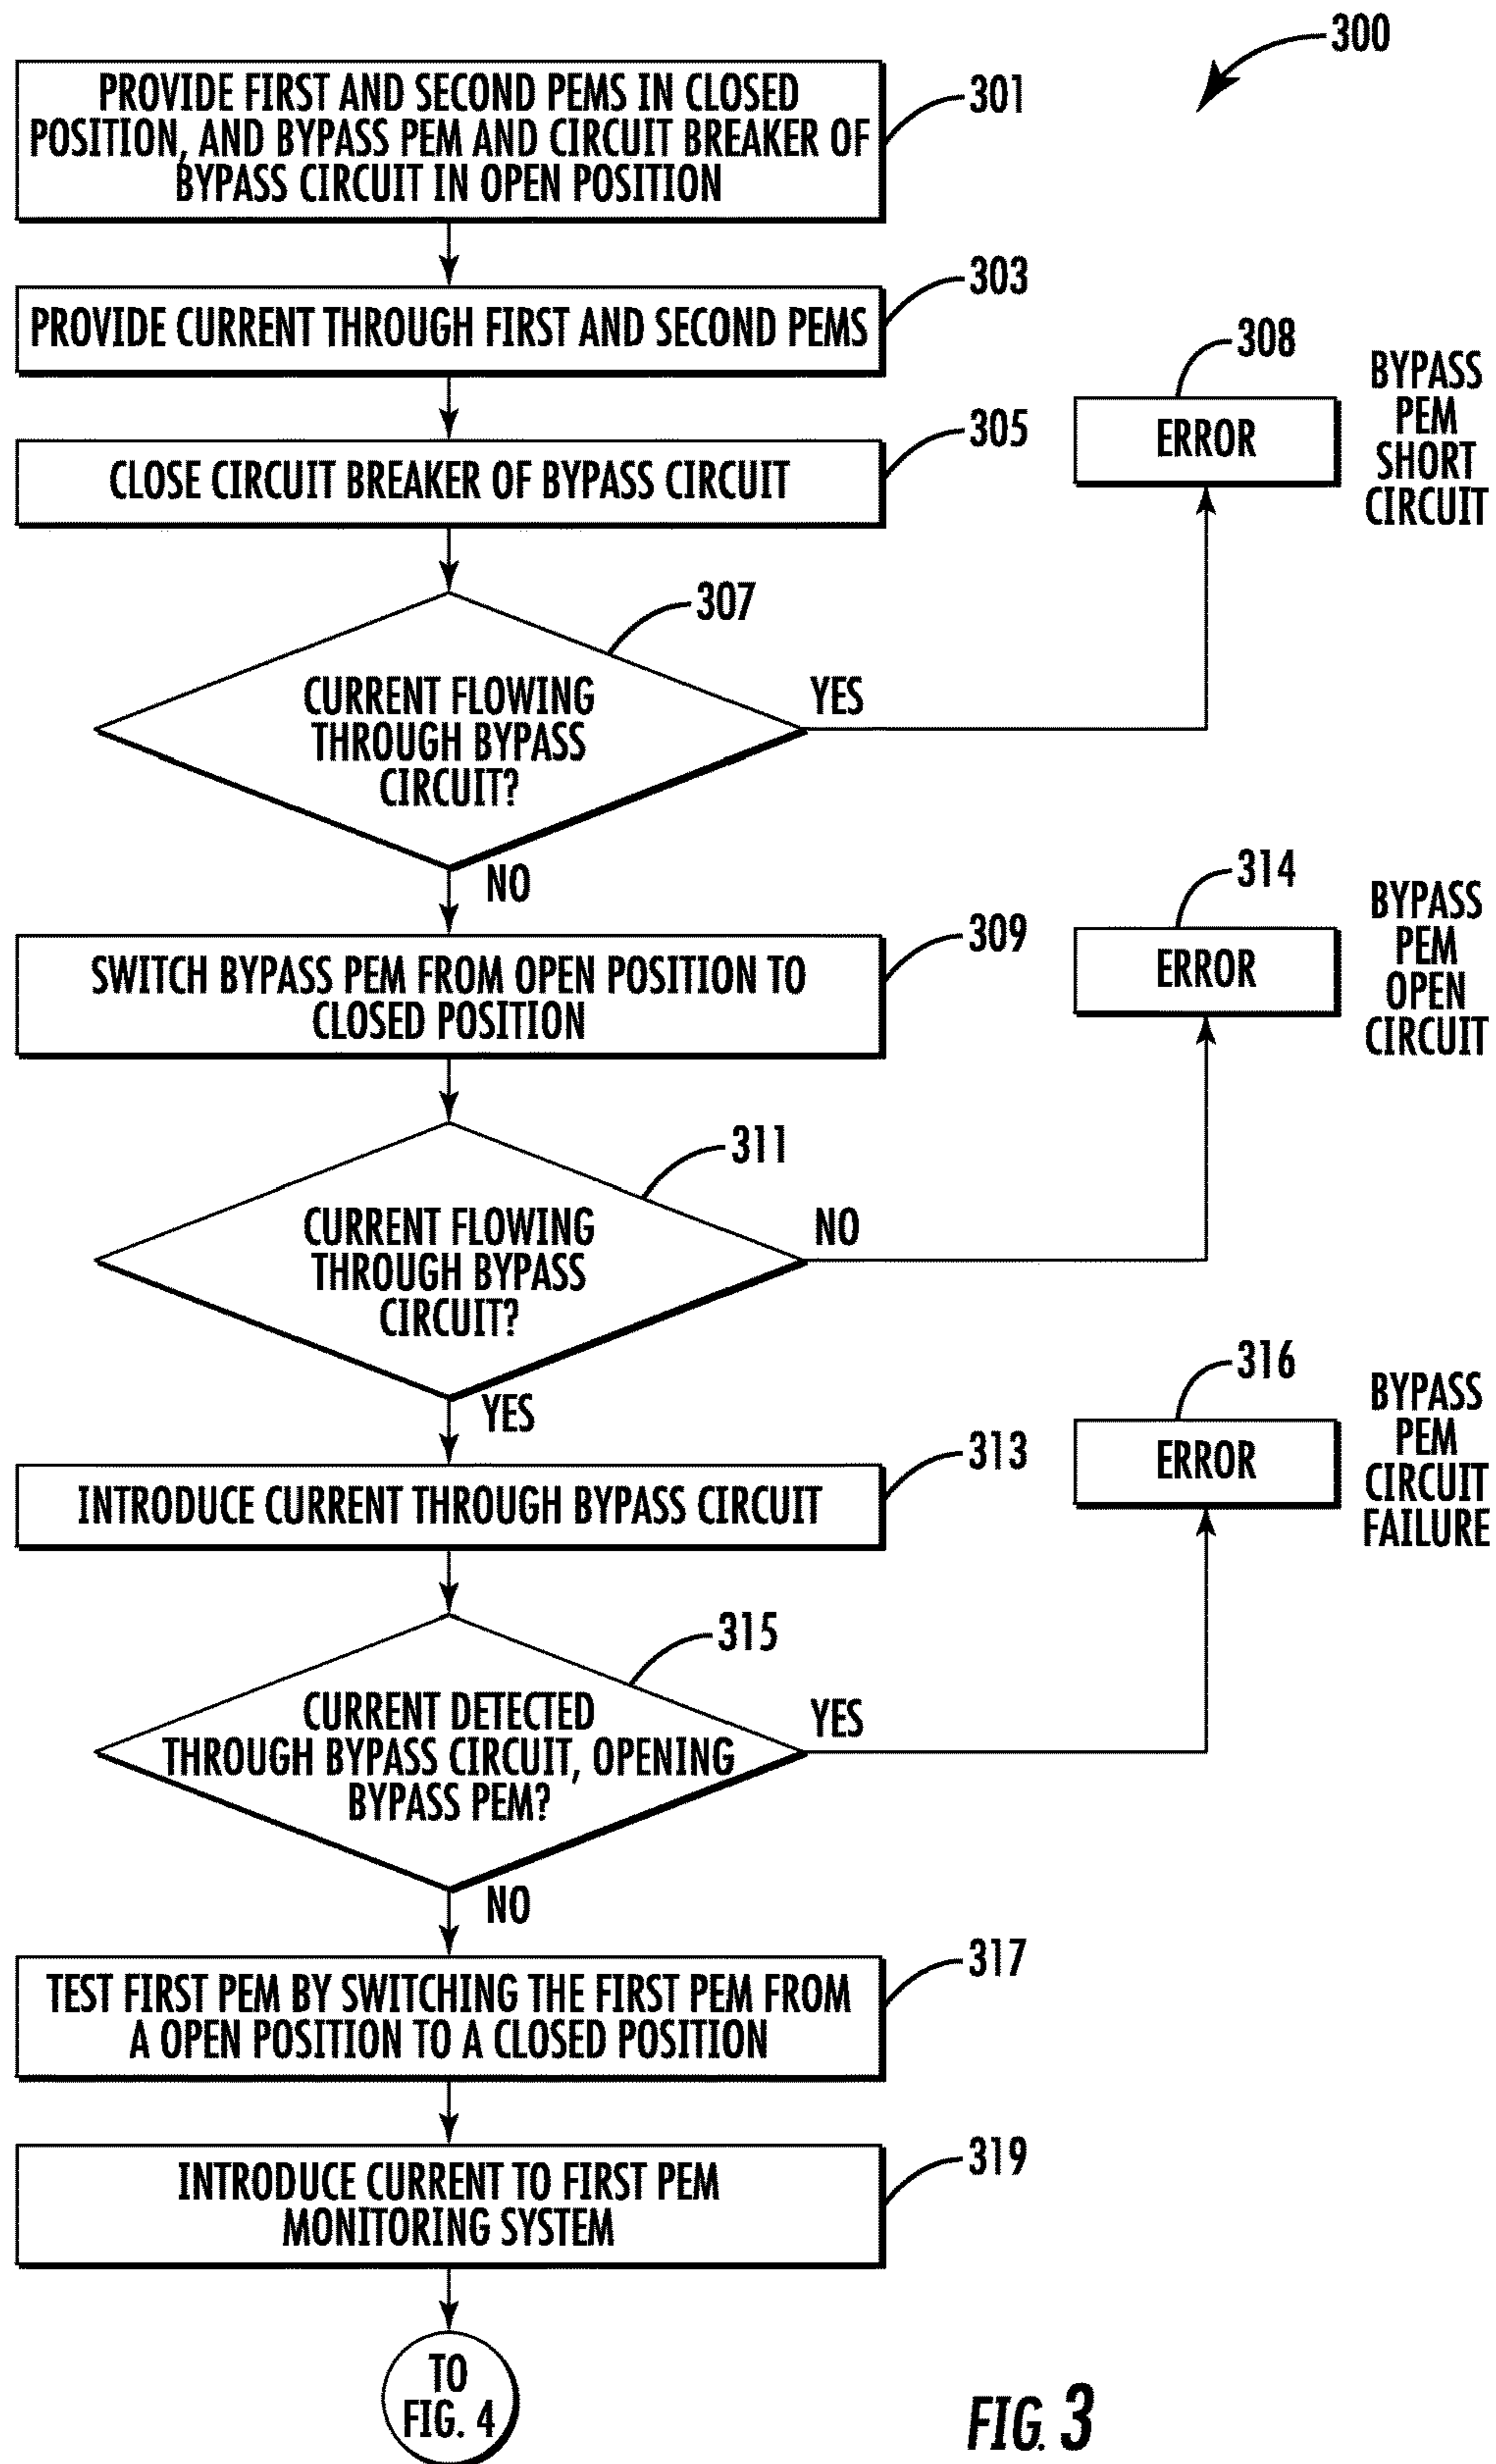 300
PROVIDE FIRST AND SECOND PEMS IN CLOSED
POSITION, AND BYPASS PEM AND CIRCUIT BREAKER OF
BYPASS CIRCUIT IN OPEN POSITION
301
PROVIDE CURRENT THROUGH FIRST AND SECOND PEMS
303
CLOSE CIRCUIT BREAKER OF BYPASS CIRCUIT
305
308
ERROR
BYPASS
PEM
SHORT
CIRCUIT
307
CURRENT FLOWING
THROUGH BYPASS
CIRCUIT?
YES
NO
SWITCH BYPASS PEM FROM OPEN POSITION TO
CLOSED POSITION
309
314
ERROR
BYPASS
PEM
OPEN
CIRCUIT
311
CURRENT FLOWING
THROUGH BYPASS
CIRCUIT?
NO
YES
INTRODUCE CURRENT THROUGH BYPASS CIRCUIT
313
316
ERROR
BYPASS
PEM
CIRCUIT
FAILURE
315
CURRENT DETECTED
THROUGH BYPASS CIRCUIT, OPENING
BYPASS PEM?
YES
NO
TEST FIRST PEM BY SWITCHING THE FIRST PEM FROM
A OPEN POSITION TO A CLOSED POSITION
317
INTRODUCE CURRENT TO FIRST PEM
MONITORING SYSTEM
319
TO
FIG. 4
FIG. 3